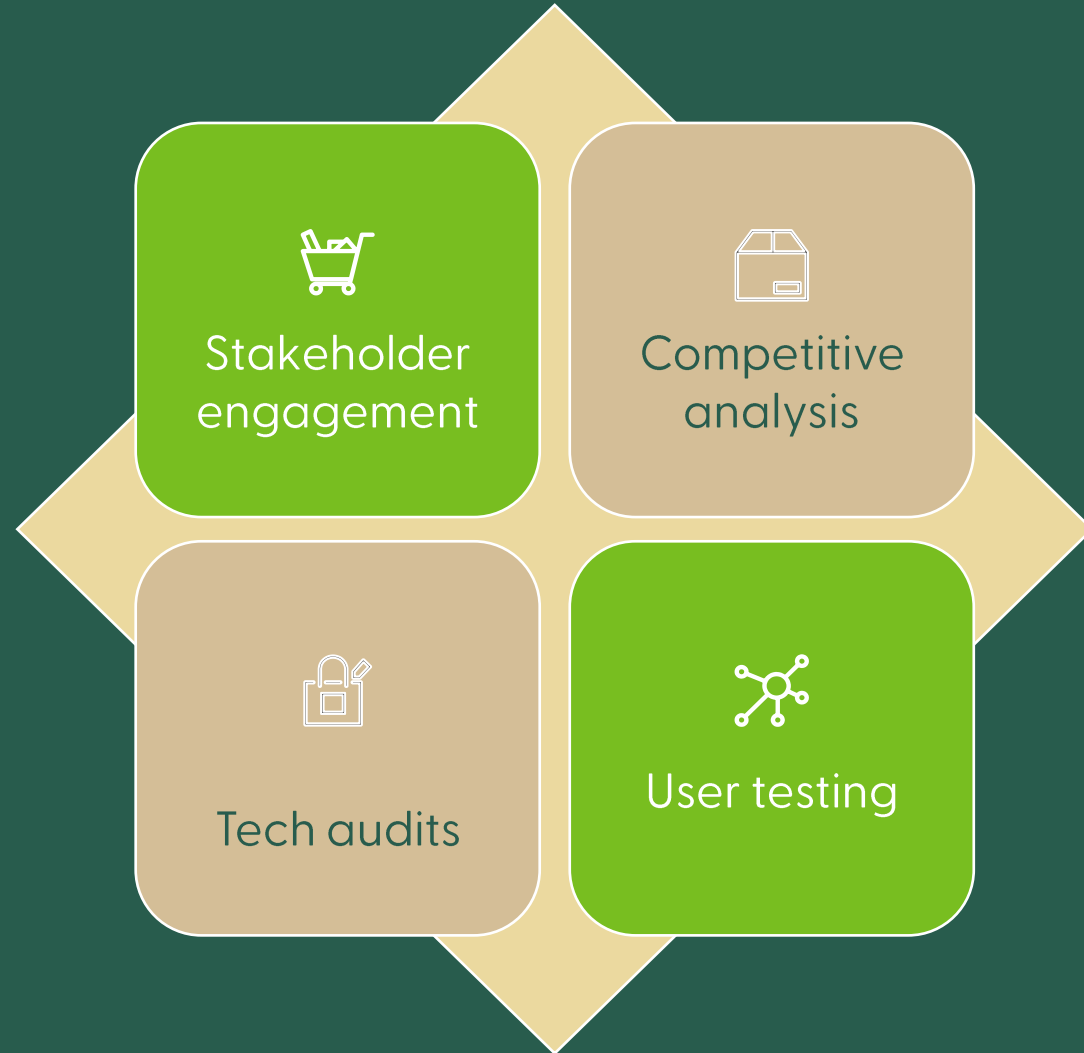 Stakeholder
engagement
Competitive
analysis
Tech audits
User testing